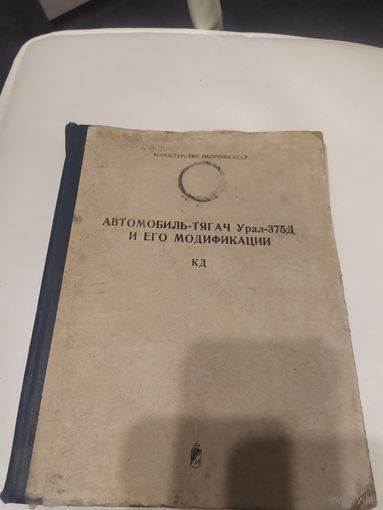 МИНИСТЕРСТВО ОБОРОНЫ СССР
АВТОМОБИЛЬ-ТЯГАЧ Урал-375Д
И ЕГО МОДИФИКАЦИИ
КД